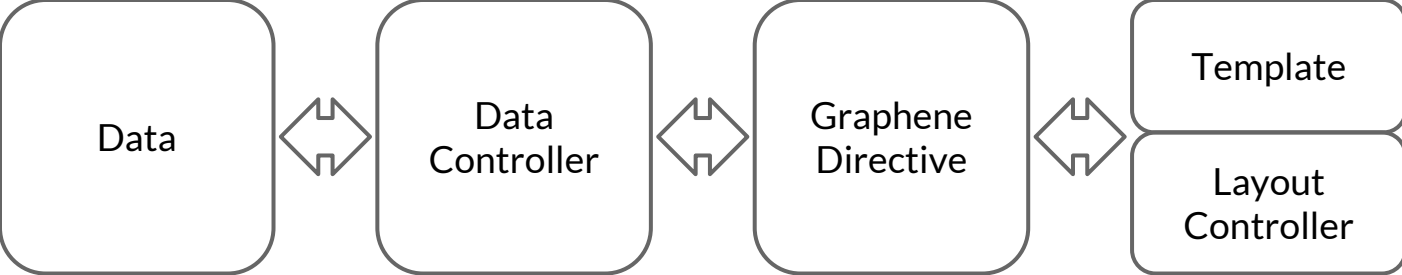 Data
Data
Controller
Graphene
Directive
Template
Layout
Controller